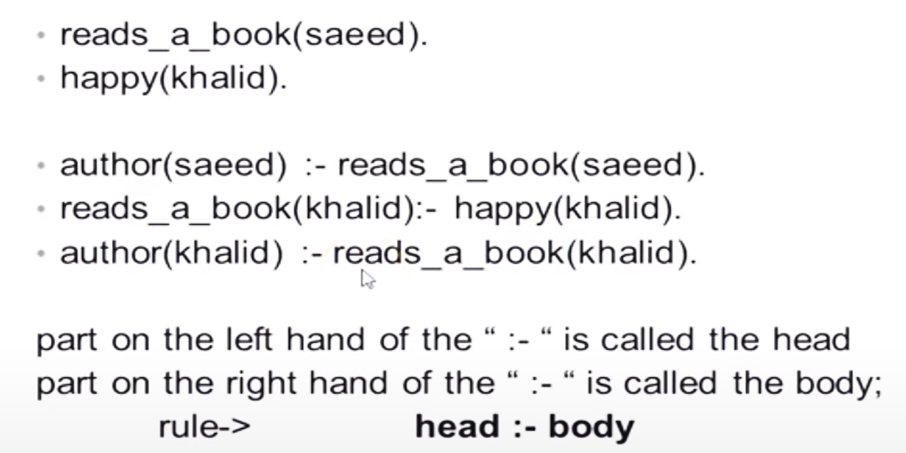 • reads_a_book(saeed).
• happy(khalid).
• author(saeed) :- reads_a_book(saeed).
• reads_a_book(khalid):- happy(khalid).
• author(khalid) :- reads_a_book(khalid).
part on the left hand of the “ :- “ is called the head
part on the right hand of the “ :- “ is called the body;
rule-> head :- body